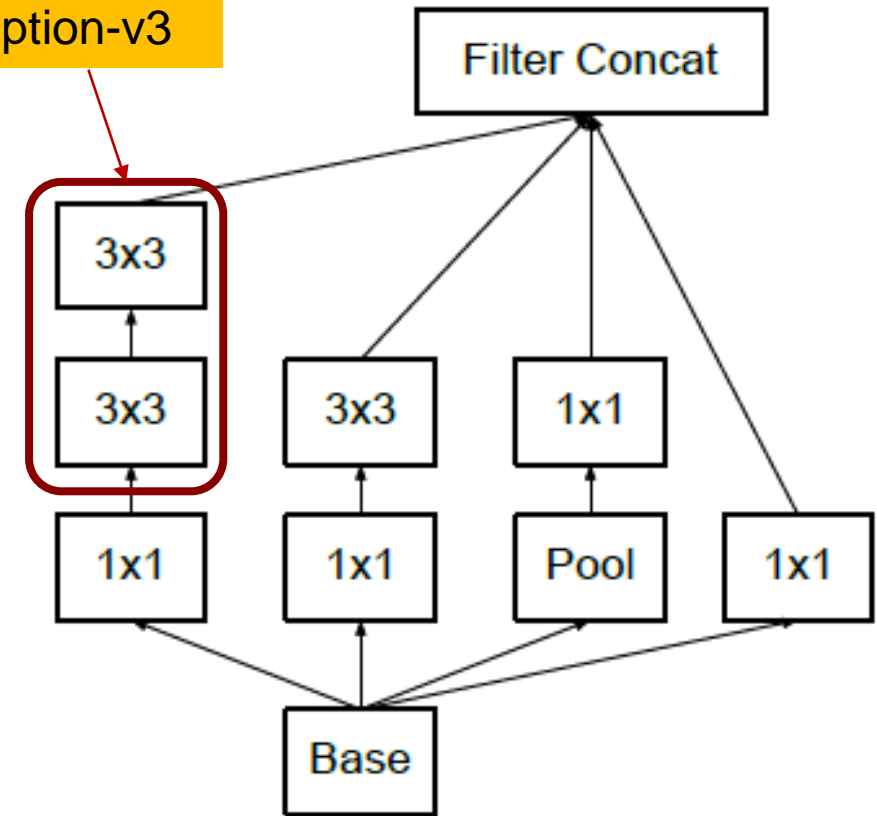 ption-v3
Filter Concat
3x3
3x3
3x3
1x1
1x1
1x1
Pool
1x1
Base